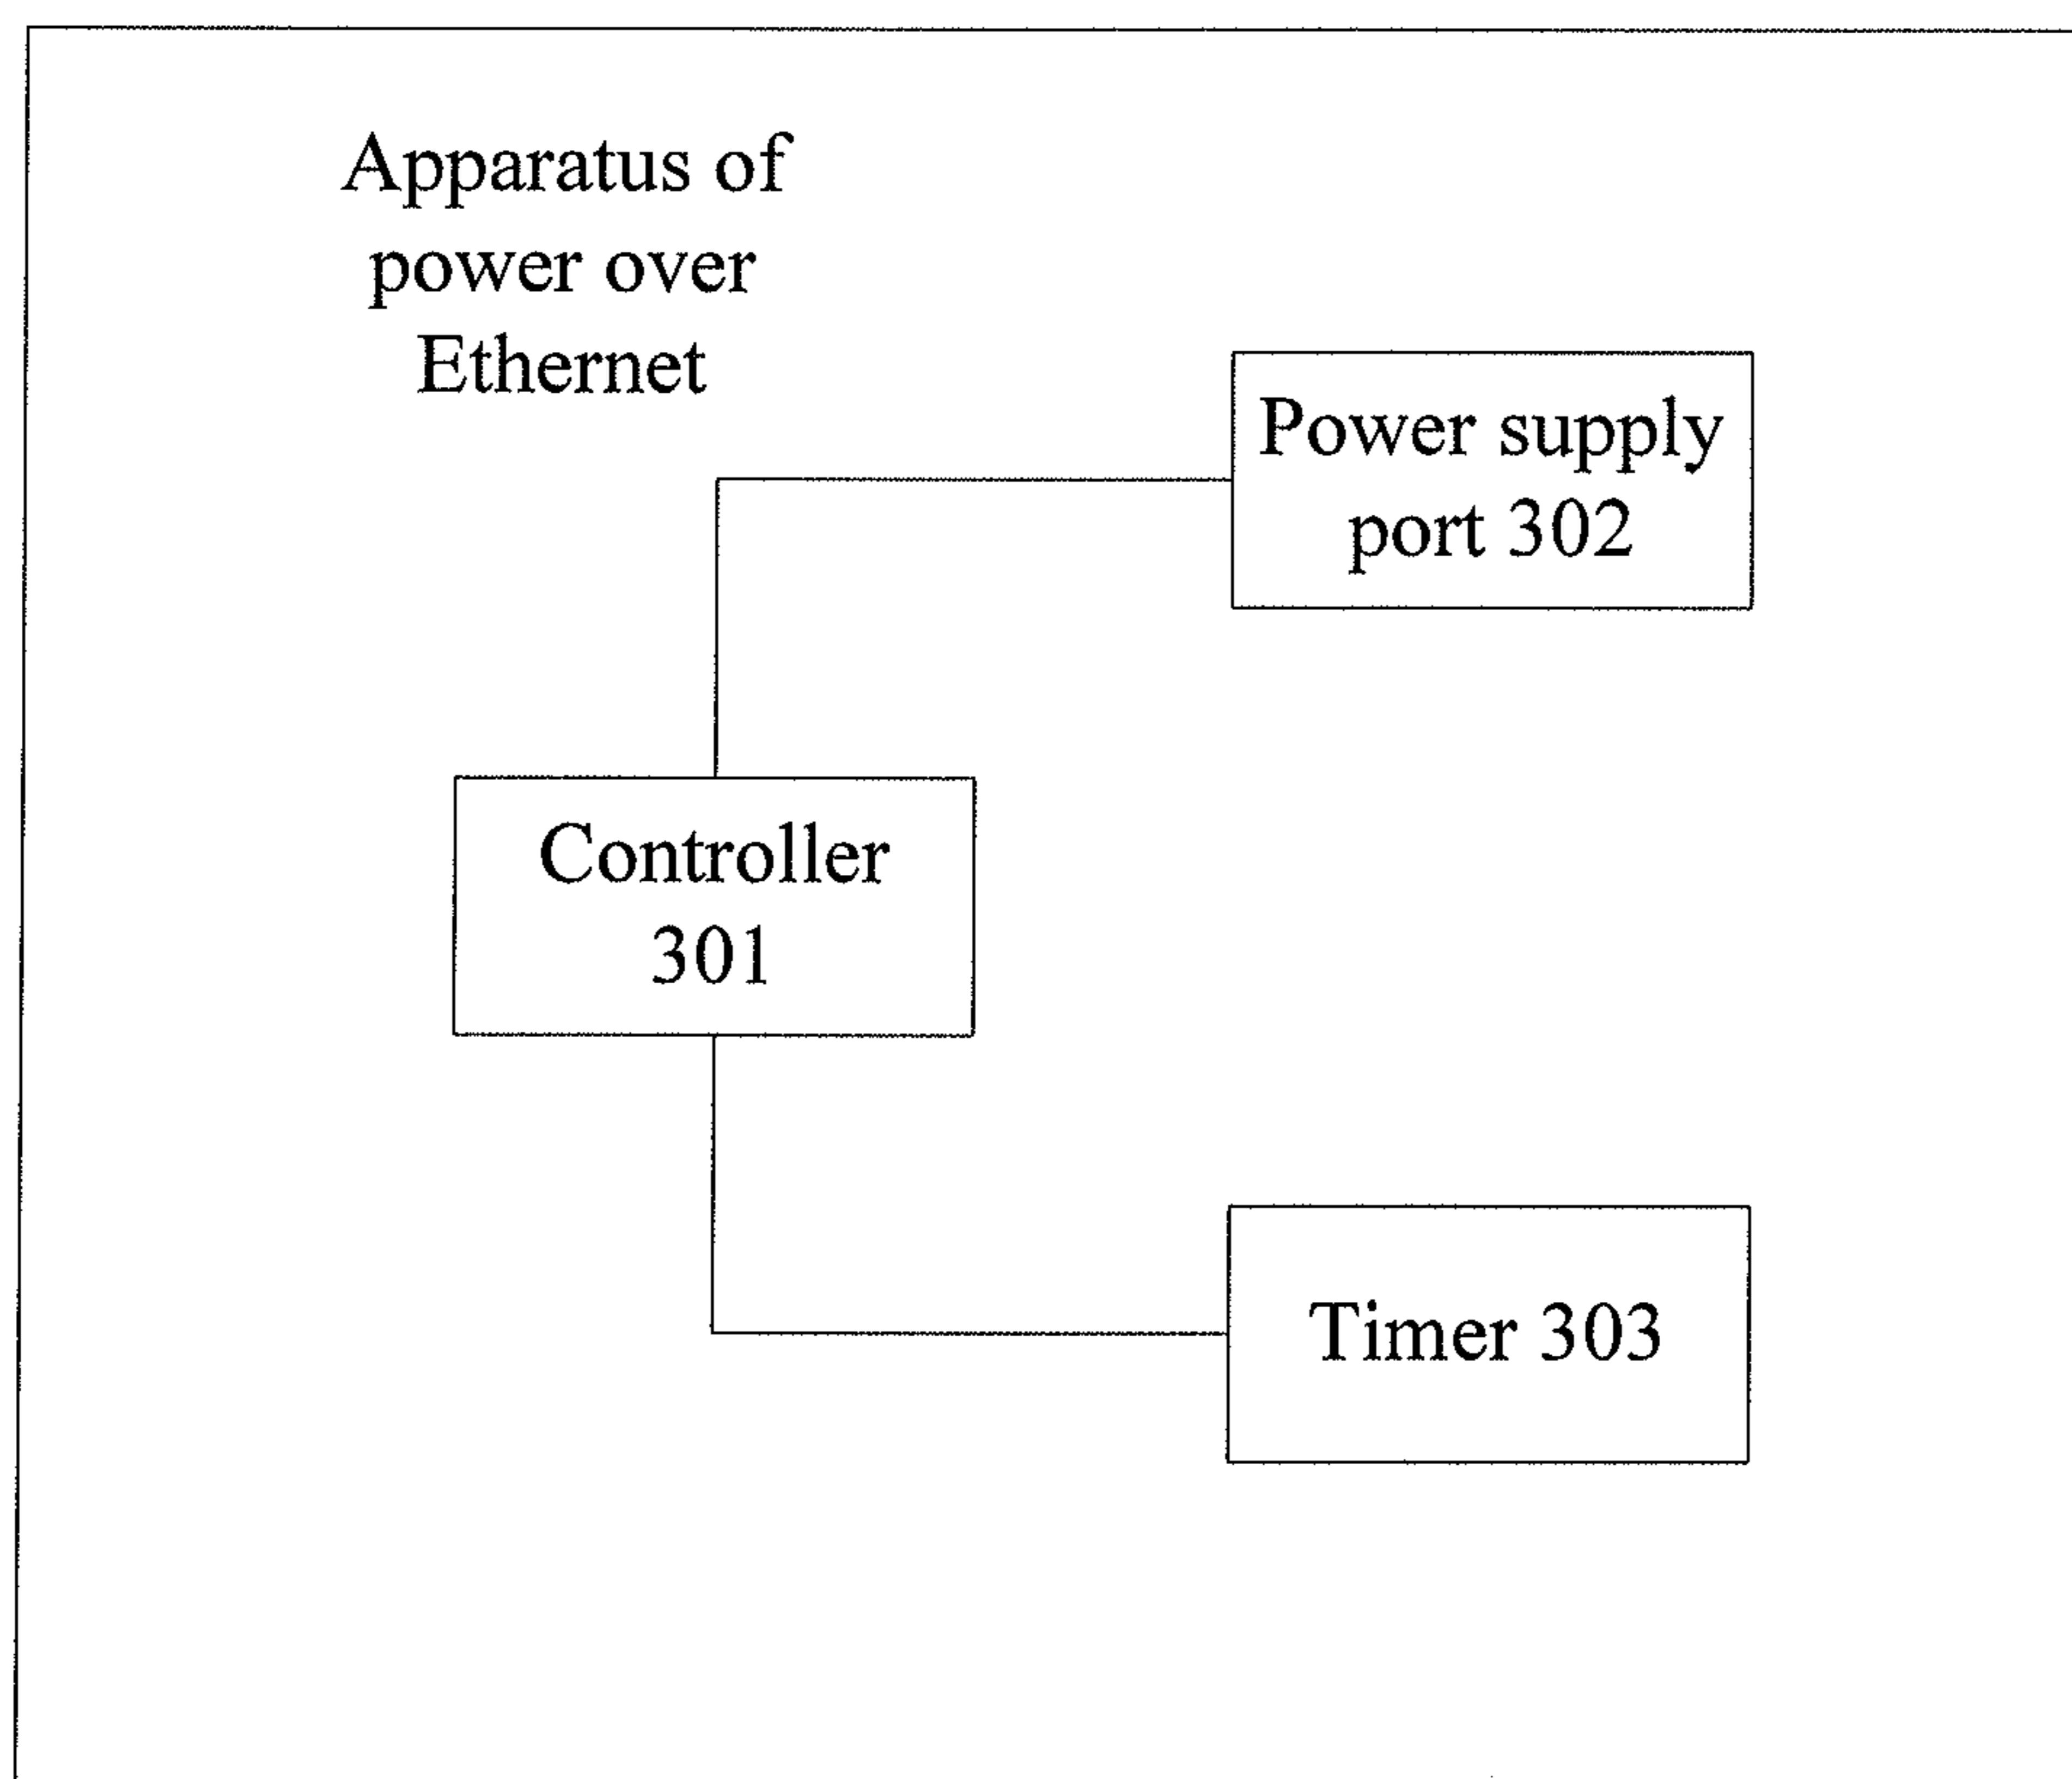 Apparatus of
power over
Ethernet
Power supply
port 302
Controller
301
Timer 303